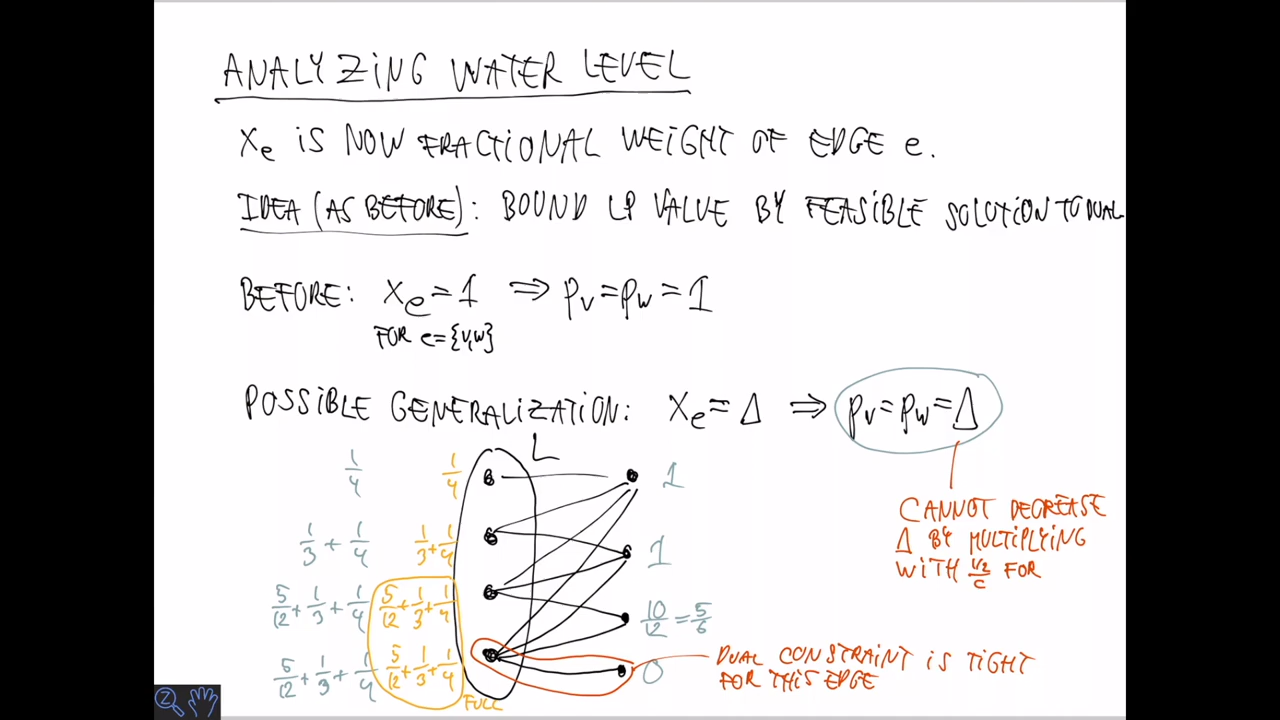 ANALYZING WATER LEVEL
Xe IS NOW FRACTIONAL WEIGHT OF EDGE e.
IDEA (AS BEFORE): BOUND LP VALUE BY FEASIBLE SOLUTION TO DUAL
BEFORE: Xe = 1 ⇒ pv = pw = 1
FOR e = {v,w}
POSSIBLE GENERALIZATION: Xe = Δ ⇒ pv = pw = Δ
L
1/4 1/4 1
1/3 + 1/4 1/3 + 1/4 1
5/12 + 1/3 + 1/4 5/12 + 1/3 + 1/4 10/12 = 5/6
5/12 + 1/3 + 1/4 5/12 + 1/3 + 1/4 0
FULL
CANNOT DECREASE
Δ BY MULTIPLYING
WITH 1/2/C FOR
DUAL CONSTRAINT IS TIGHT
FOR THIS EDGE
Z